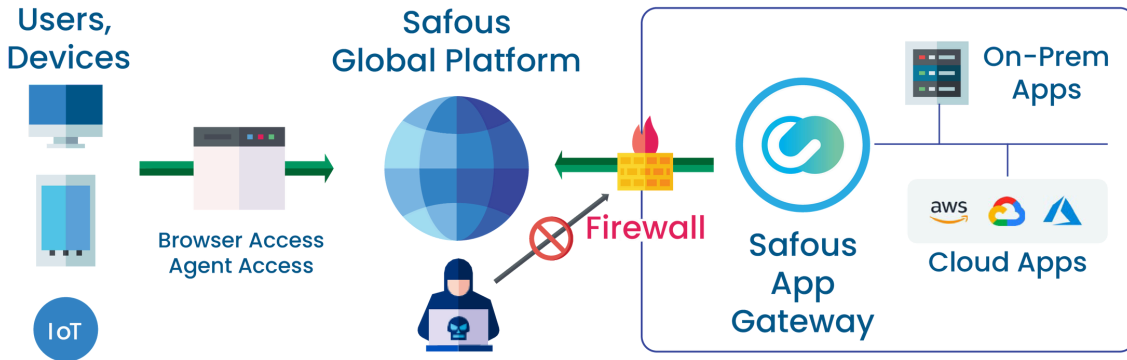 Users,
Devices
IoT
Browser Access
Agent Access
Safous
Global Platform
Firewall
Safous
App
Gateway
On-Prem
Apps
aws
Cloud Apps